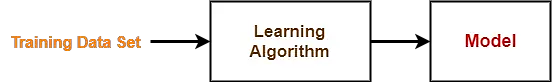 Training Data Set
Learning
Algorithm
Model